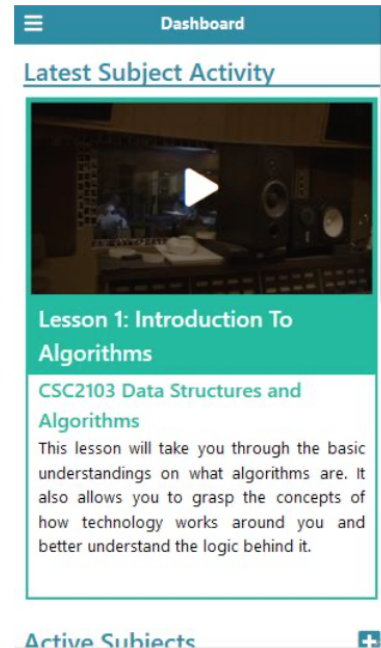 Dashboard
Latest Subject Activity
Lesson 1: Introduction To
Algorithms
CSC2103 Data Structures and
Algorithms
This lesson will take you through the basic
understandings on what algorithms are. It
also allows you to grasp the concepts of
how technology works around you and
better understand the logic behind it.
Active Subjects